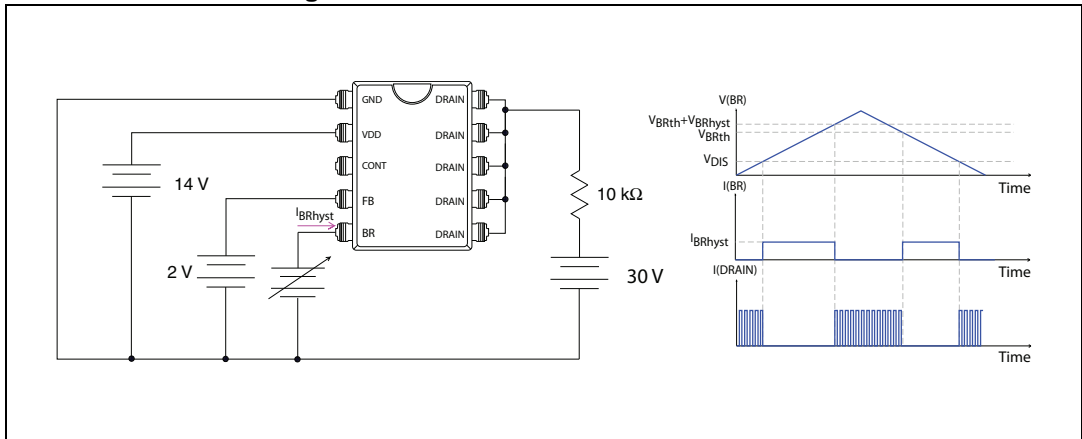 GND
VDD
CONT
FB
BR
DRAIN
DRAIN
DRAIN
DRAIN
DRAIN
14 V
2 V
IBRhyst
10 kΩ
30 V
V(BR)
VBRth+VBRhyst
VBRth
VDIS
Time
I(BR)
IBRhyst
Time
I(DRAIN)
Time